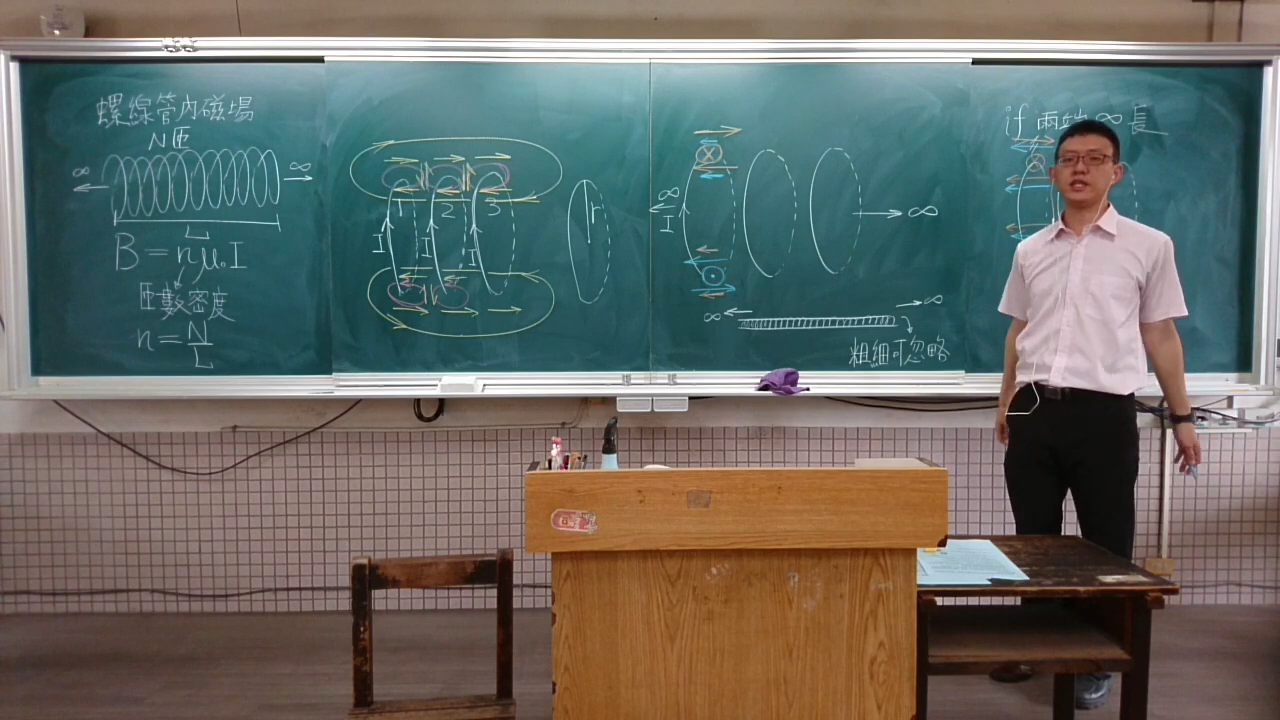 螺線管內磁場
N匝
∞ ∞
L
B = nμ₀I
匝數密度
n = N/L
1 2 3
I I I
r
∞
I
∞
∞ ∞
粗細可忽略
if 兩端 ∞ 長